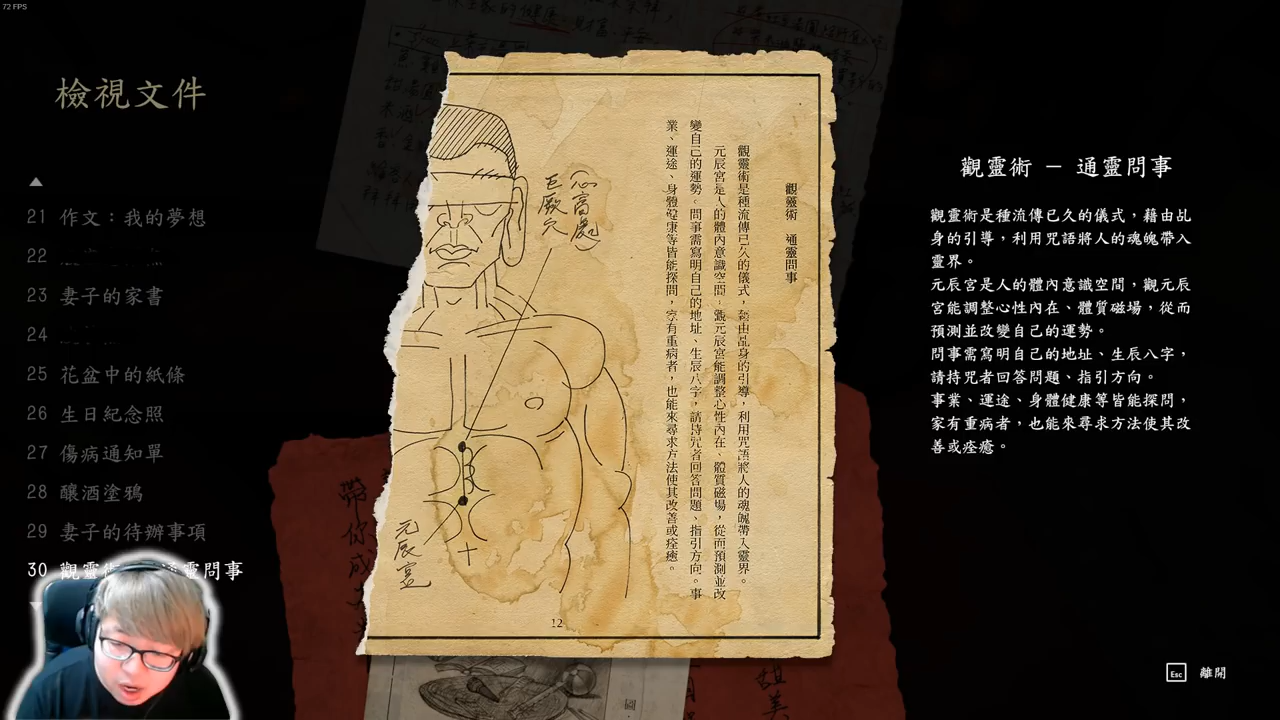 72 FPS
檢視文件
21 作文：我的夢想
22
23 妻子的家書
24
25 花盆中的紙條
26 生日紀念照
27 傷病通知單
28 釀酒塗鴉
29 妻子的待辦事項
30 觀靈術 通靈問事
觀靈術 通靈問事
觀靈術是種流傳已久的儀式，藉由乩身的引導，利用咒語將人的魂魄帶入靈界。
元辰宮是人的體內意識空間，觀元辰宮能調整心性內在、體質磁場，從而預測並改
變自己的運勢。問事需寫明自己的地址、生辰八字，請持咒者回答問題、指引方向。事
業、運途、身體健康等皆能探問，家有重病者，也能來尋求方法使其改善或痊癒。
巨厥穴
元辰宮
12
帶你成
圖
觀靈術 — 通靈問事
觀靈術是種流傳已久的儀式，藉由乩
身的引導，利用咒語將人的魂魄帶入
靈界。
元辰宮是人的體內意識空間，觀元辰
宮能調整心性內在、體質磁場，從而
預測並改變自己的運勢。
問事需寫明自己的地址、生辰八字，
請持咒者回答問題、指引方向。
事業、運途、身體健康等皆能探問，
家有重病者，也能來尋求方法使其改
善或痊癒。
Esc 離開